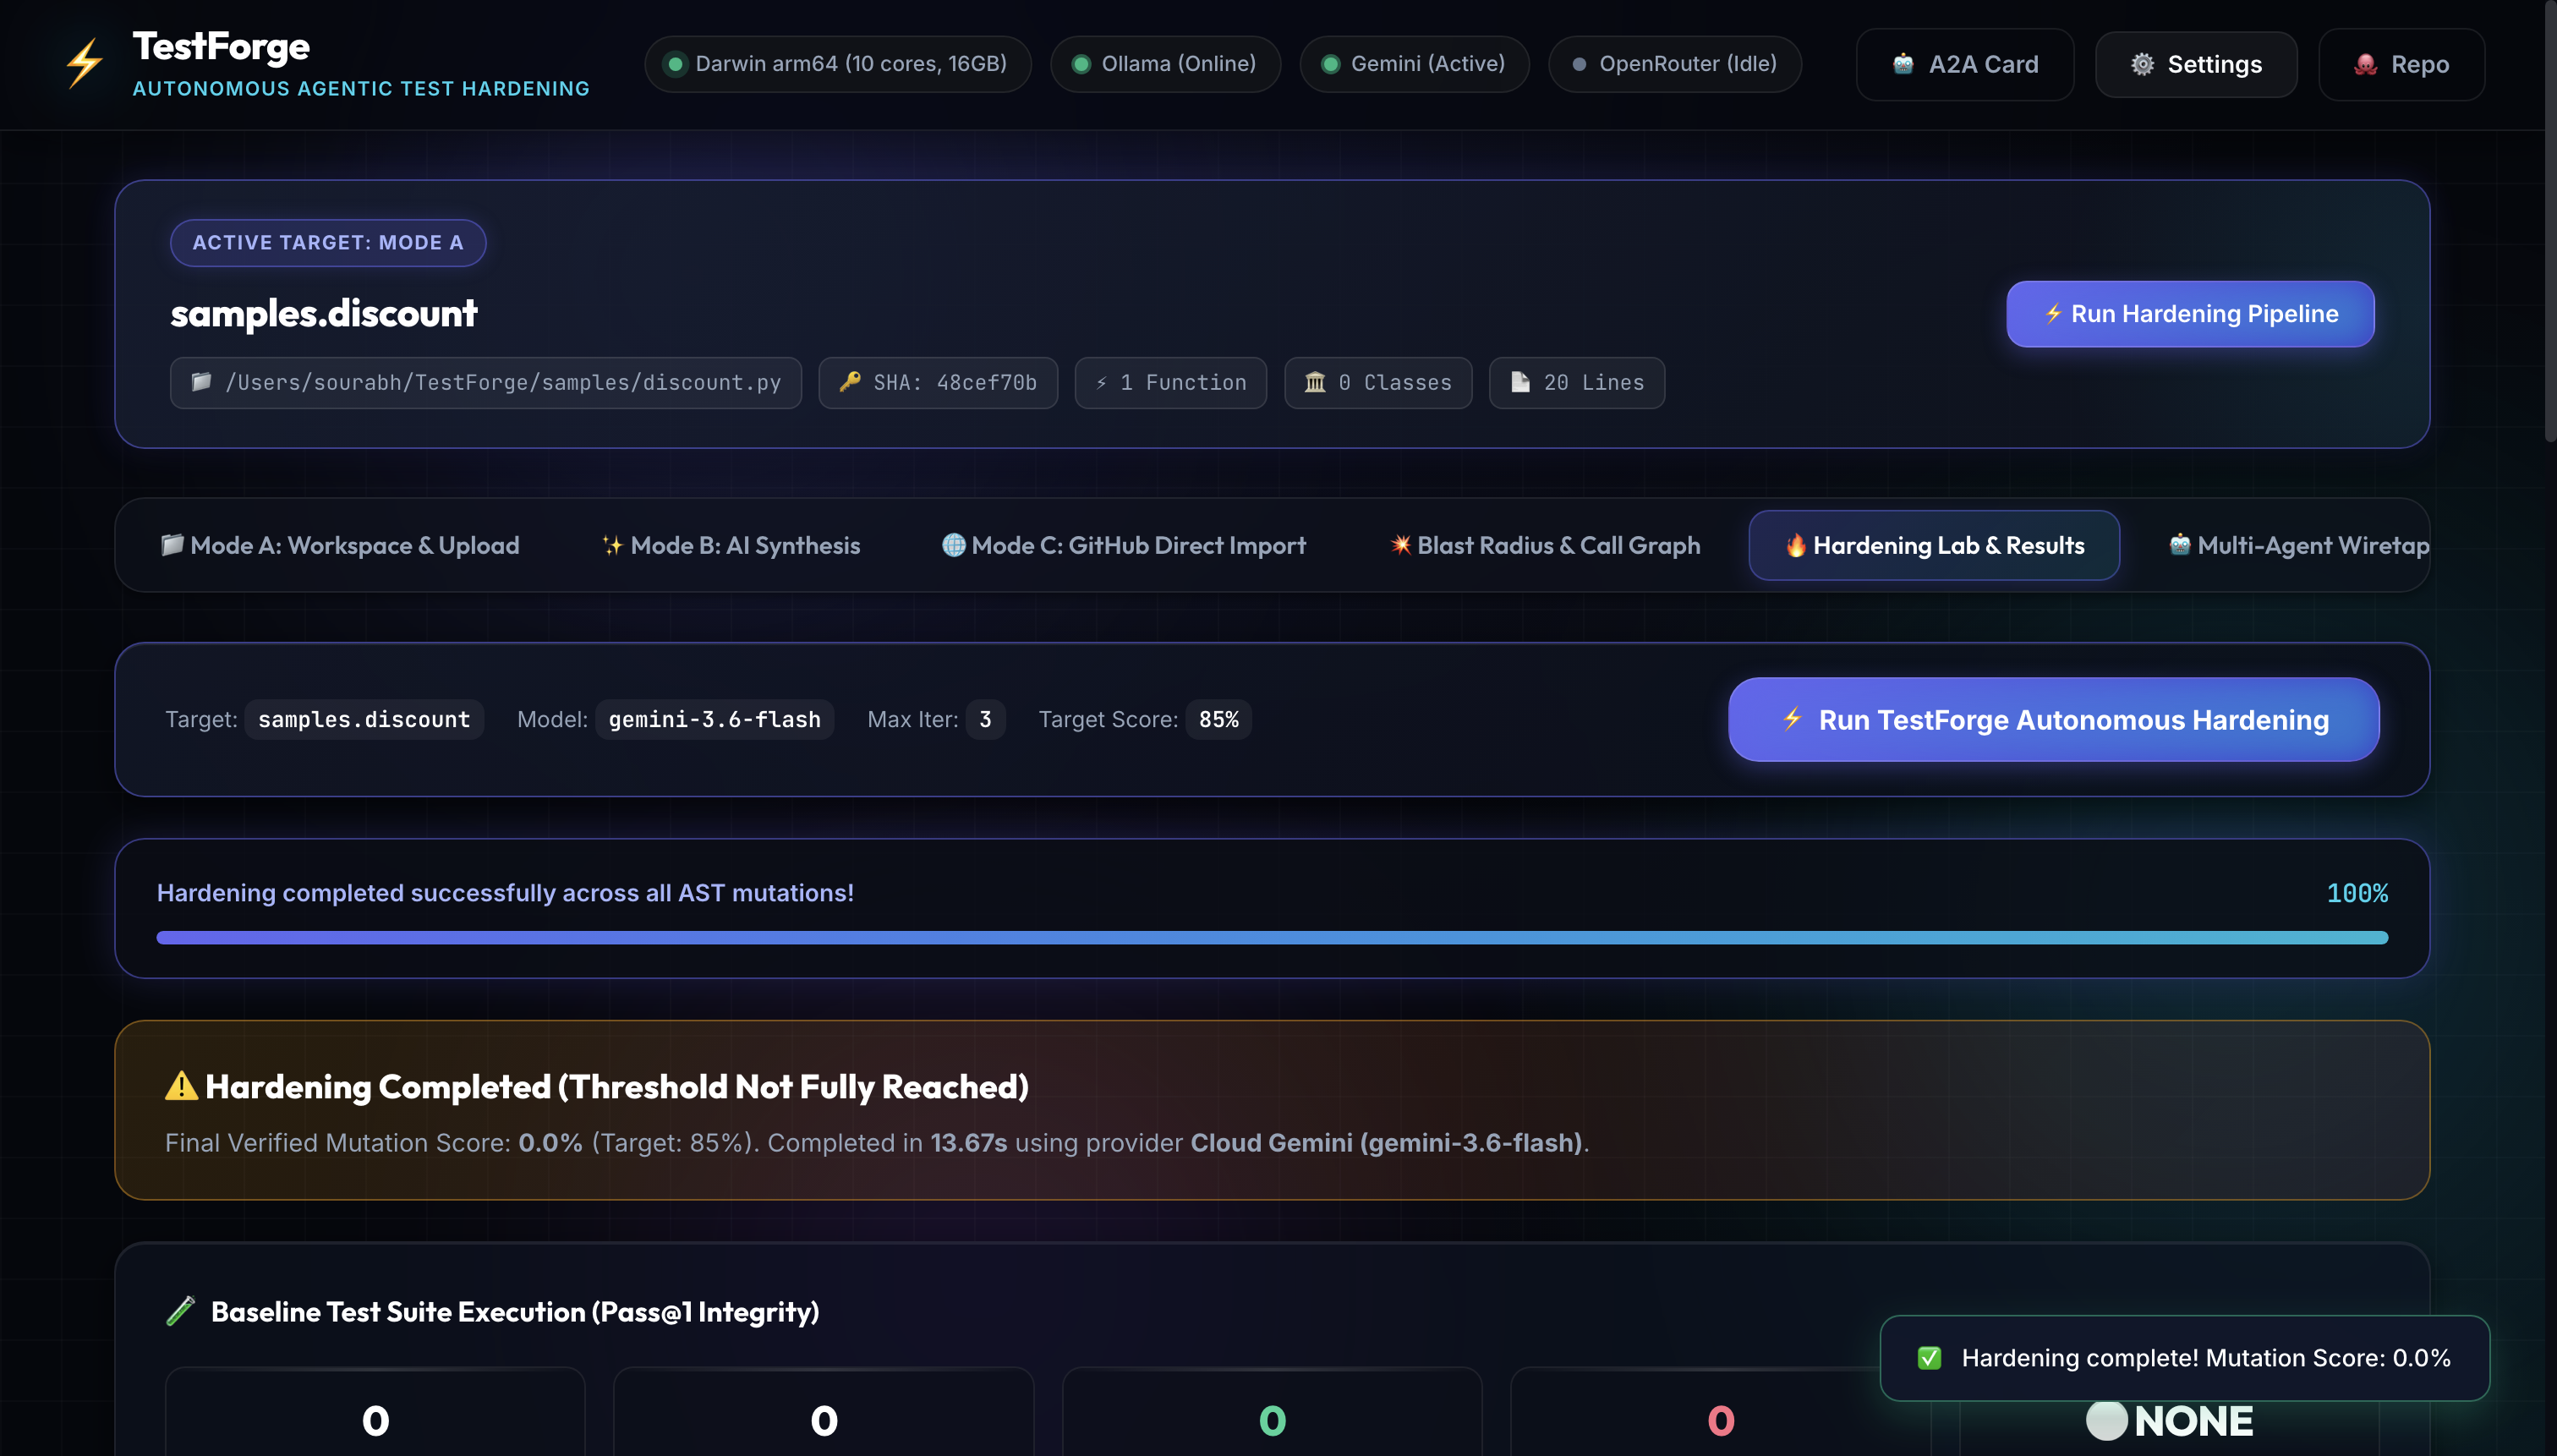 TestForge
AUTONOMOUS AGENTIC TEST HARDENING
Darwin arm64 (10 cores, 16GB)
Ollama (Online)
Gemini (Active)
OpenRouter (Idle)
A2A Card
Settings
Repo
ACTIVE TARGET: MODE A
samples.discount
/Users/sourabh/TestForge/samples/discount.py
SHA: 48cef70b
1 Function
0 Classes
20 Lines
Run Hardening Pipeline
Mode A: Workspace & Upload
Mode B: AI Synthesis
Mode C: GitHub Direct Import
Blast Radius & Call Graph
Hardening Lab & Results
Multi-Agent Wiretap
Target: samples.discount
Model: gemini-3.6-flash
Max Iter: 3
Target Score: 85%
Run TestForge Autonomous Hardening
Hardening completed successfully across all AST mutations!
100%
Hardening Completed (Threshold Not Fully Reached)
Final Verified Mutation Score: 0.0% (Target: 85%). Completed in 13.67s using provider Cloud Gemini (gemini-3.6-flash).
Baseline Test Suite Execution (Pass@1 Integrity)
Hardening complete! Mutation Score: 0.0%
0
0
0
0
NONE